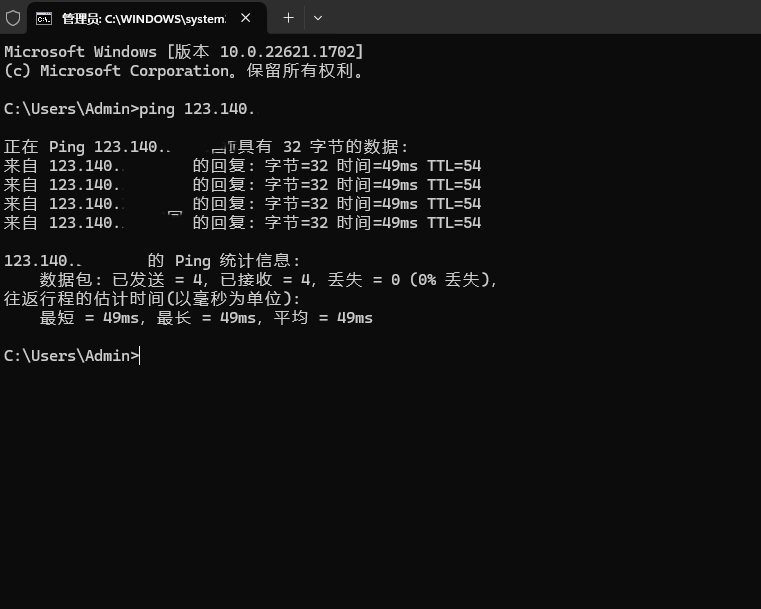 管理员: C:\WINDOWS\system
Microsoft Windows [版本 10.0.22621.1702]
(c) Microsoft Corporation。保留所有权利。
C:\Users\Admin>ping 123.140.
正在 Ping 123.140. 具有 32 字节的数据:
来自 123.140. 的回复: 字节=32 时间=49ms TTL=54
来自 123.140. 的回复: 字节=32 时间=49ms TTL=54
来自 123.140. 的回复: 字节=32 时间=49ms TTL=54
来自 123.140. 的回复: 字节=32 时间=49ms TTL=54
123.140. 的 Ping 统计信息:
数据包: 已发送 = 4, 已接收 = 4, 丢失 = 0 (0% 丢失),
往返行程的估计时间(以毫秒为单位):
最短 = 49ms, 最长 = 49ms, 平均 = 49ms
C:\Users\Admin>